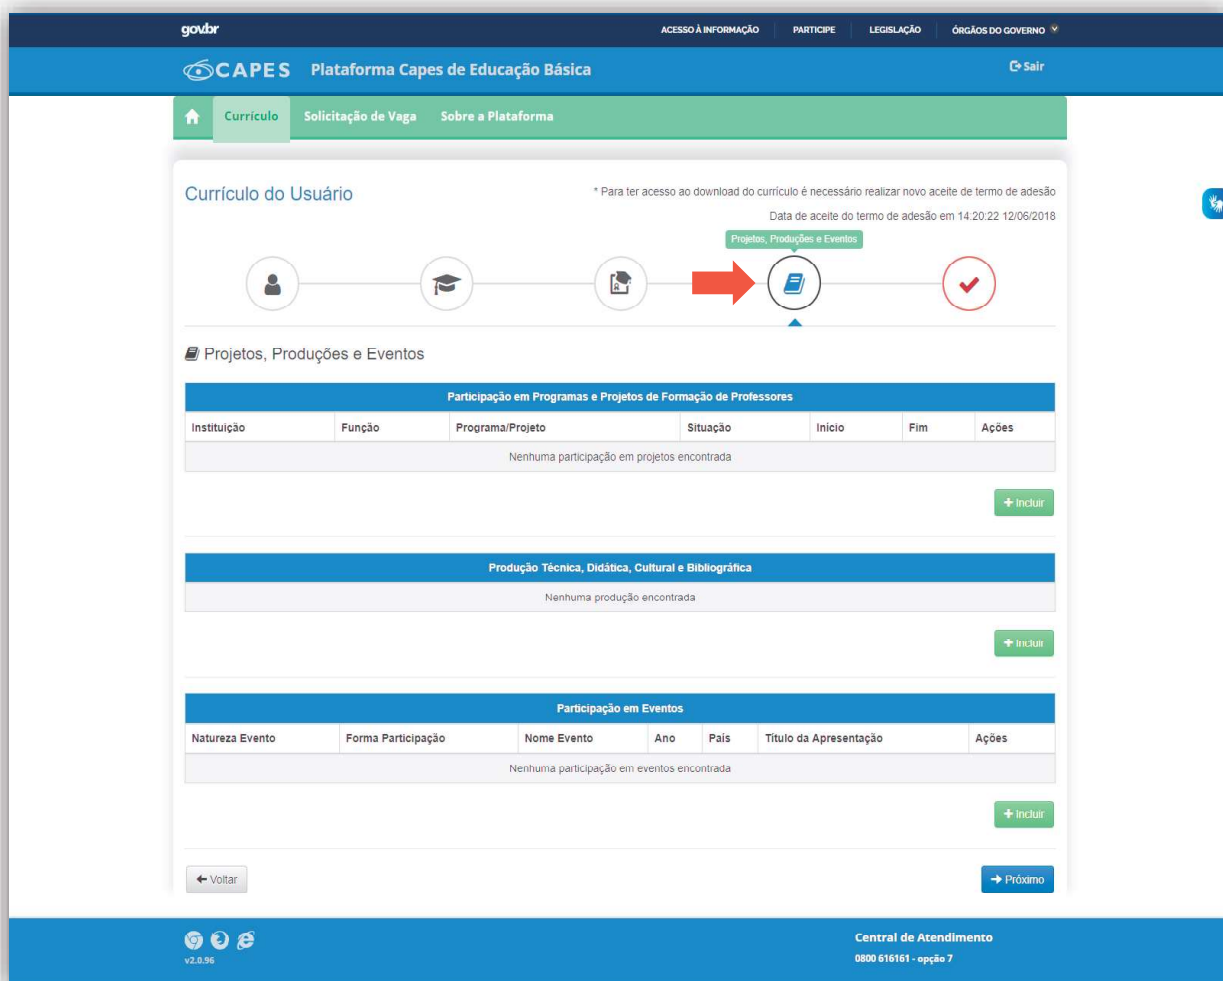 gov.br ACESSO À INFORMAÇÃO PARTICIPE LEGISLAÇÃO ÓRGÃOS DO GOVERNO
CAPES Plataforma Capes de Educação Básica Sair
Currículo Solicitação de Vaga Sobre a Plataforma
Currículo do Usuário * Para ter acesso ao download do currículo é necessário realizar novo aceite de termo de adesão
Data de aceite do termo de adesão em 14:20:22 12/06/2018
Projetos, Produções e Eventos
Projetos, Produções e Eventos
Participação em Programas e Projetos de Formação de Professores
Instituição Função Programa/Projeto Situação Início Fim Ações
Nenhuma participação em projetos encontrada
+ Incluir
Produção Técnica, Didática, Cultural e Bibliográfica
Nenhuma produção encontrada
+ Incluir
Participação em Eventos
Natureza Evento Forma Participação Nome Evento Ano País Título da Apresentação Ações
Nenhuma participação em eventos encontrada
+ Incluir
Voltar Próximo
Central de Atendimento
v2.0.96 0800 616161 - opção 7